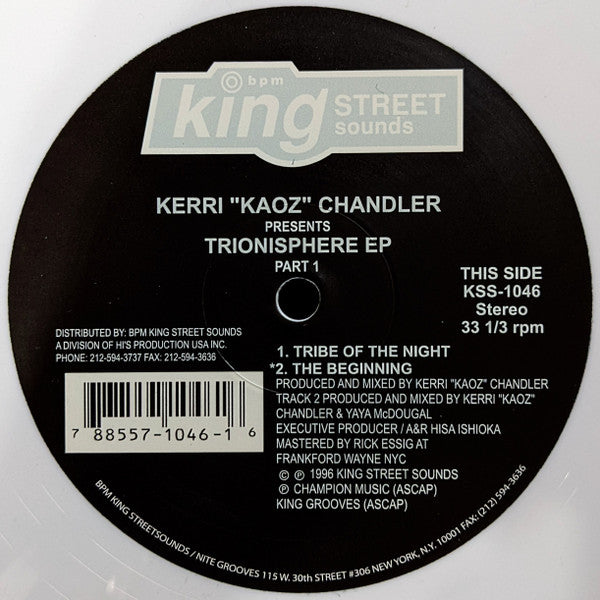 bpm
king STREET
sounds
KERRI "KAOZ" CHANDLER
PRESENTS
TRIONISPHERE EP
PART 1
THIS SIDE
KSS-1046
Stereo
33 1/3 rpm
DISTRIBUTED BY: BPM KING STREET SOUNDS
A DIVISION OF HI'S PRODUCTION USA INC.
PHONE: 212-594-3737 FAX: 212-594-3636
7 88557-1046-1 6
1. TRIBE OF THE NIGHT
*2. THE BEGINNING
PRODUCED AND MIXED BY KERRI "KAOZ" CHANDLER
TRACK 2 PRODUCED AND MIXED BY KERRI "KAOZ"
CHANDLER & YAYA McDOUGAL
EXECUTIVE PRODUCER / A&R HISA ISHIOKA
MASTERED BY RICK ESSIG AT
FRANKFORD WAYNE NYC
© ℗ 1996 KING STREET SOUNDS
℗ CHAMPION MUSIC (ASCAP)
KING GROOVES (ASCAP)
BPM KING STREETSOUNDS / NITE GROOVES 115 W. 30th STREET #306 NEW YORK, N.Y. 10001 FAX: (212) 594-3636